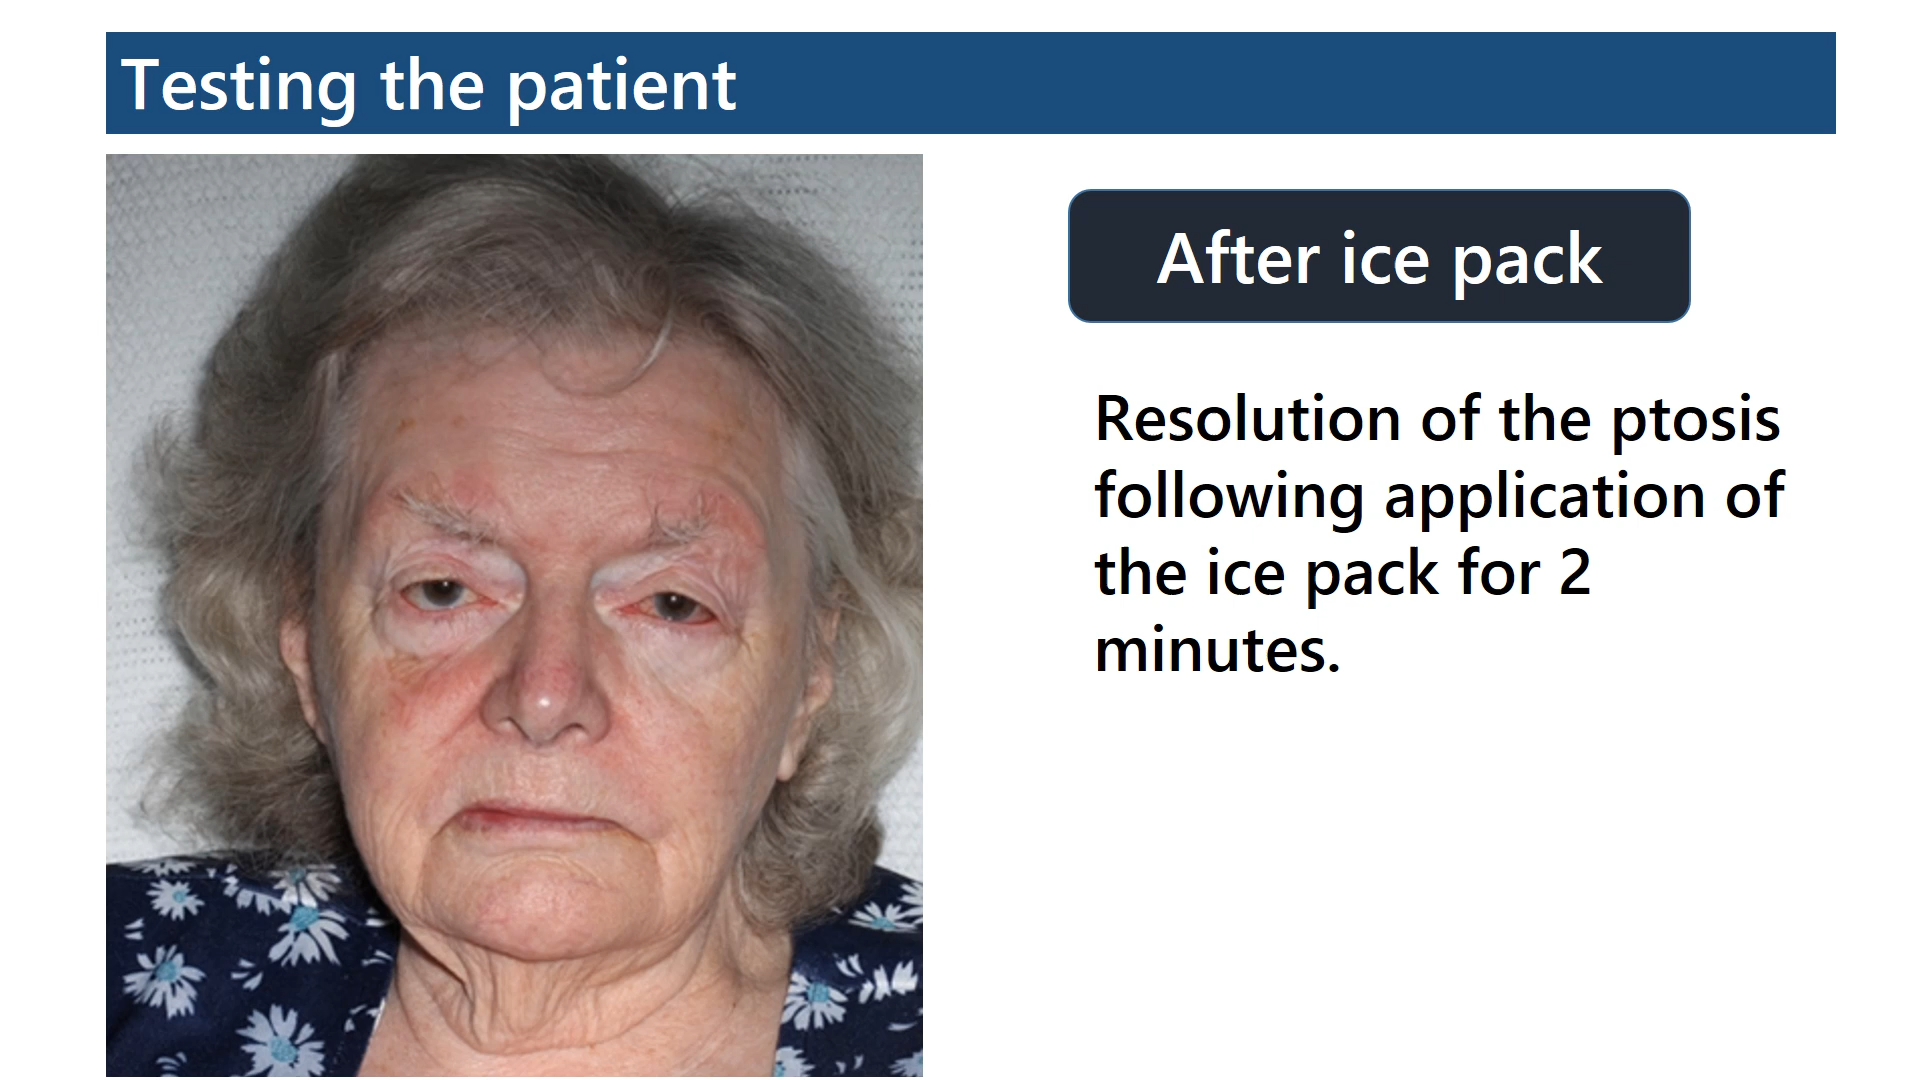 Testing the patient
After ice pack
Resolution of the ptosis
following application of
the ice pack for 2
minutes.